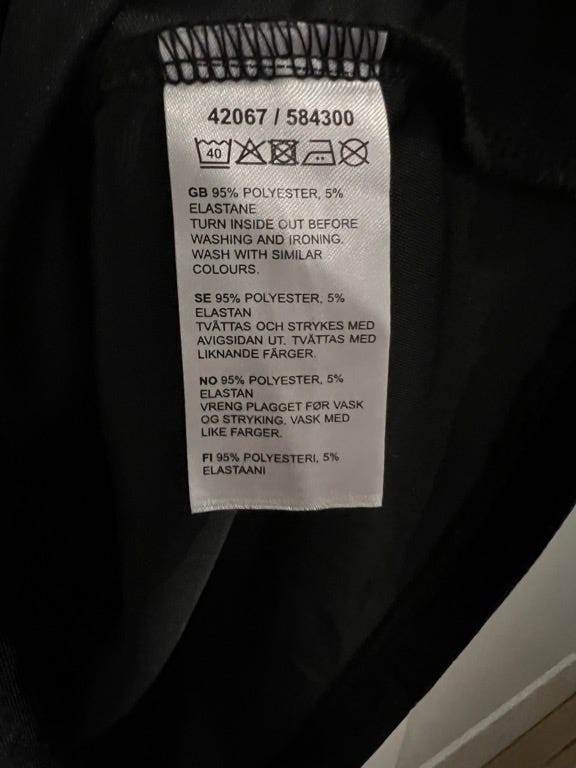 42067 / 584300
40
GB 95% POLYESTER, 5%
ELASTANE
TURN INSIDE OUT BEFORE
WASHING AND IRONING.
WASH WITH SIMILAR
COLOURS.
SE 95% POLYESTER, 5%
ELASTAN
TVÄTTAS OCH STRYKES MED
AVIGSIDAN UT. TVÄTTAS MED
LIKNANDE FÄRGER.
NO 95% POLYESTER, 5%
ELASTAN
VRENG PLAGGET FØR VASK
OG STRYKING. VASK MED
LIKE FARGER.
FI 95% POLYESTERI, 5%
ELASTAANI